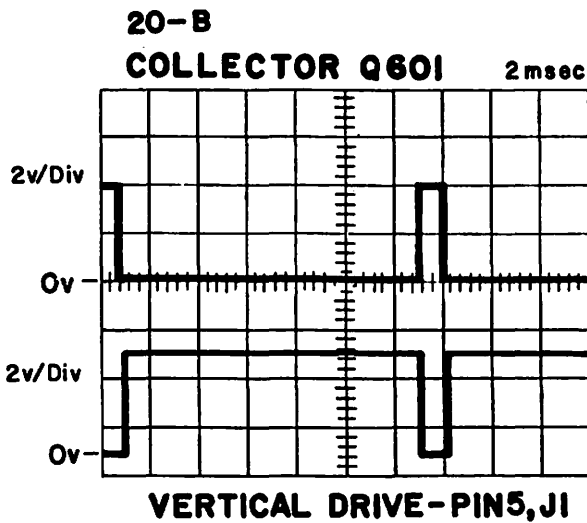 20-B
COLLECTOR Q601 2msec
2v/Div
0v
2v/Div
0v
VERTICAL DRIVE-PIN5,J1